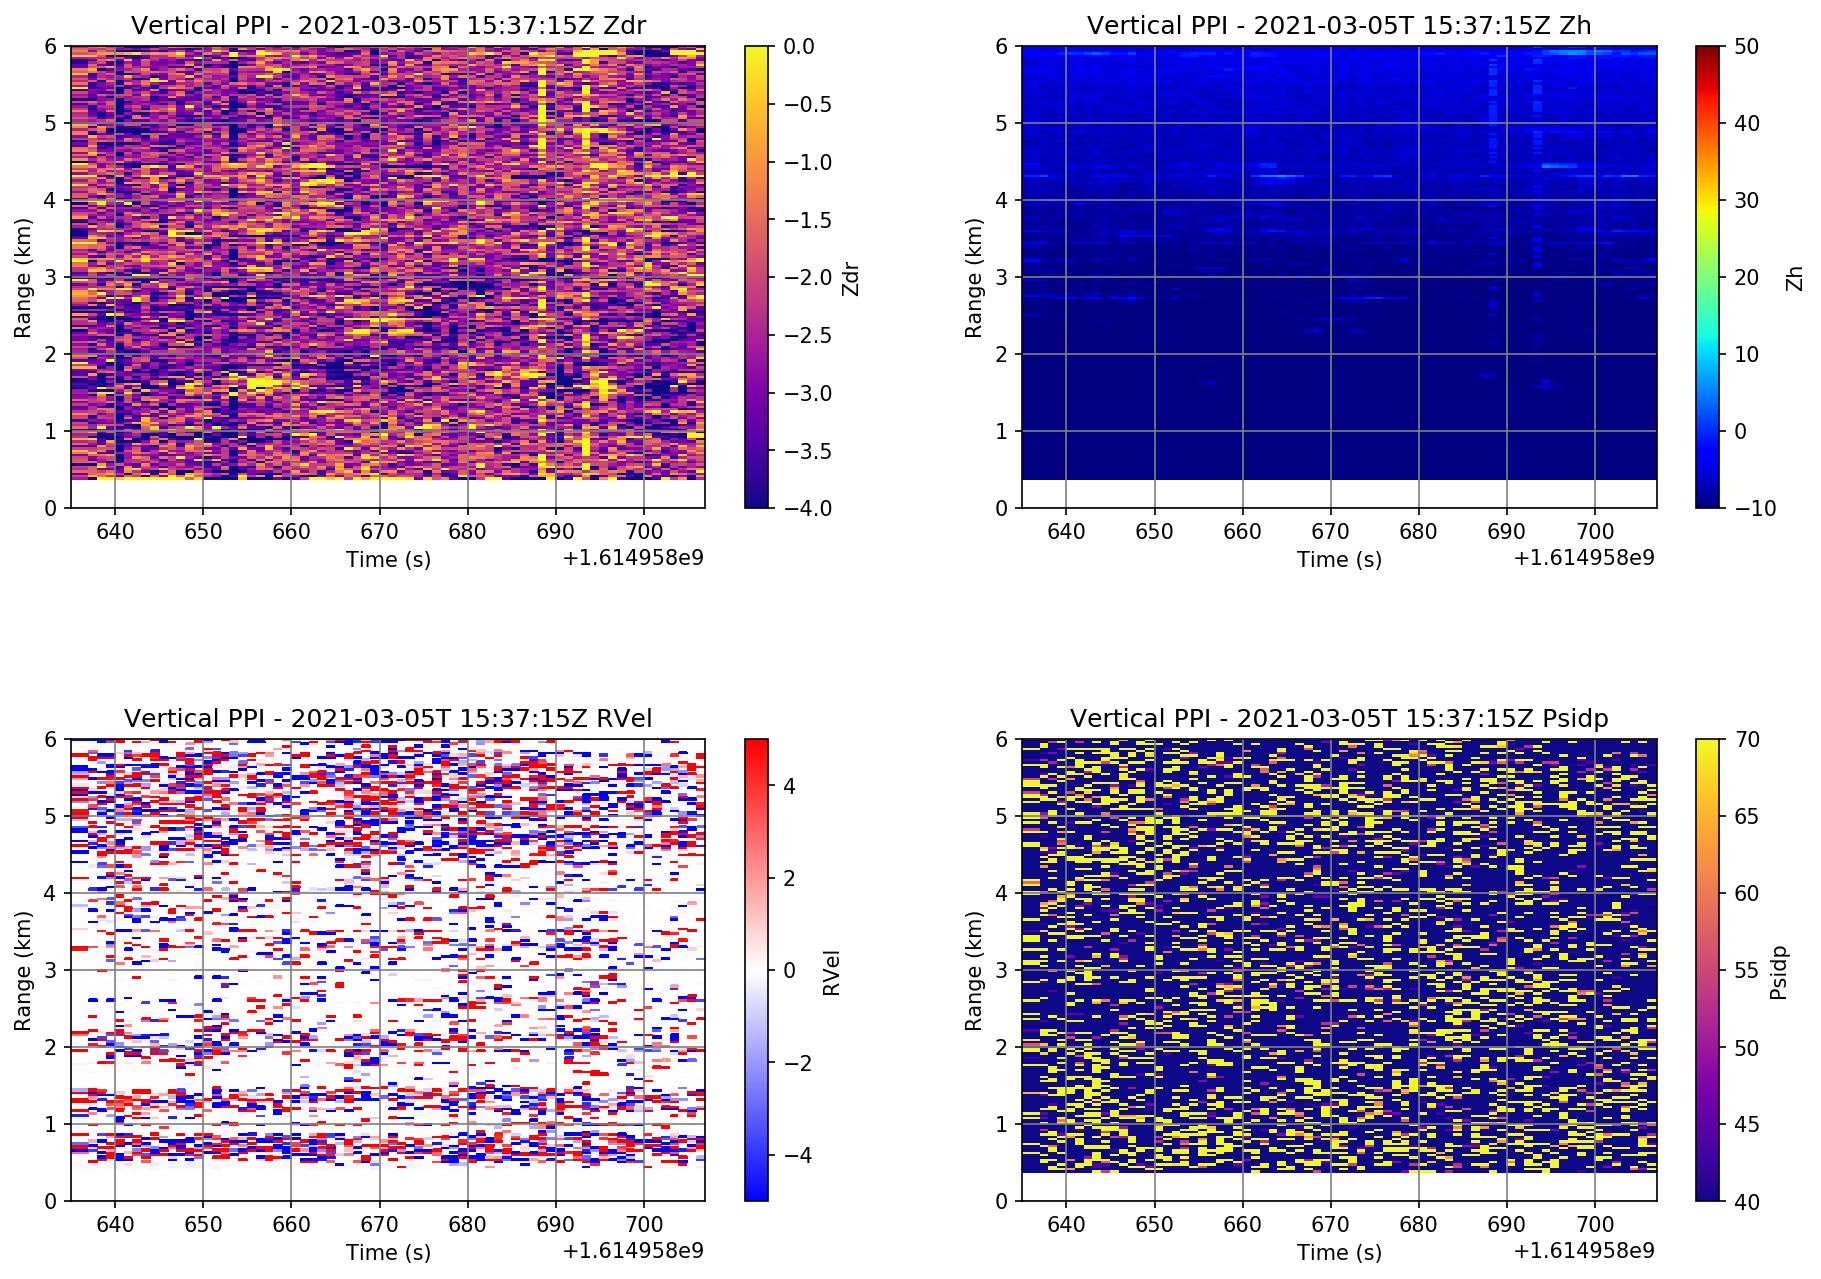 Vertical PPI - 2021-03-05T 15:37:15Z Zdr
6
5
4
3
2
1
0
Range (km)
640 650 660 670 680 690 700
Time (s)
+1.614958e9
0.0
−0.5
−1.0
−1.5
−2.0
−2.5
−3.0
−3.5
−4.0
Zdr
Vertical PPI - 2021-03-05T 15:37:15Z Zh
6
5
4
3
2
1
0
Range (km)
640 650 660 670 680 690 700
Time (s)
+1.614958e9
50
40
30
20
10
0
−10
Zh
Vertical PPI - 2021-03-05T 15:37:15Z RVel
6
5
4
3
2
1
0
Range (km)
640 650 660 670 680 690 700
Time (s)
+1.614958e9
4
2
0
−2
−4
RVel
Vertical PPI - 2021-03-05T 15:37:15Z Psidp
6
5
4
3
2
1
0
Range (km)
640 650 660 670 680 690 700
Time (s)
+1.614958e9
70
65
60
55
50
45
40
Psidp